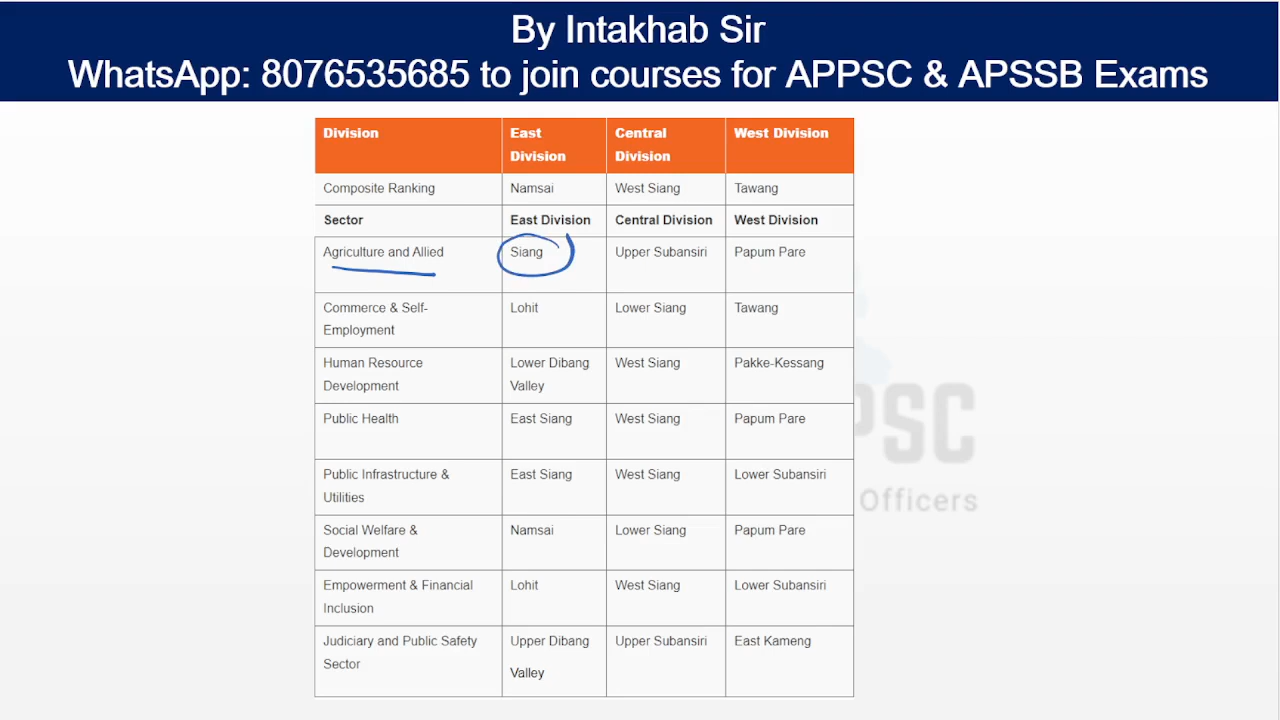 By Intakhab Sir
WhatsApp: 8076535685 to join courses for APPSC & APSSB Exams
Division East Division Central Division West Division
Composite Ranking Namsai West Siang Tawang
Sector East Division Central Division West Division
Agriculture and Allied Siang Upper Subansiri Papum Pare
Commerce & Self-Employment Lohit Lower Siang Tawang
Human Resource Development Lower Dibang Valley West Siang Pakke-Kessang
Public Health East Siang West Siang Papum Pare
Public Infrastructure & Utilities East Siang West Siang Lower Subansiri
Social Welfare & Development Namsai Lower Siang Papum Pare
Empowerment & Financial Inclusion Lohit West Siang Lower Subansiri
Judiciary and Public Safety Sector Upper Dibang Valley Upper Subansiri East Kameng
PSC
Officers